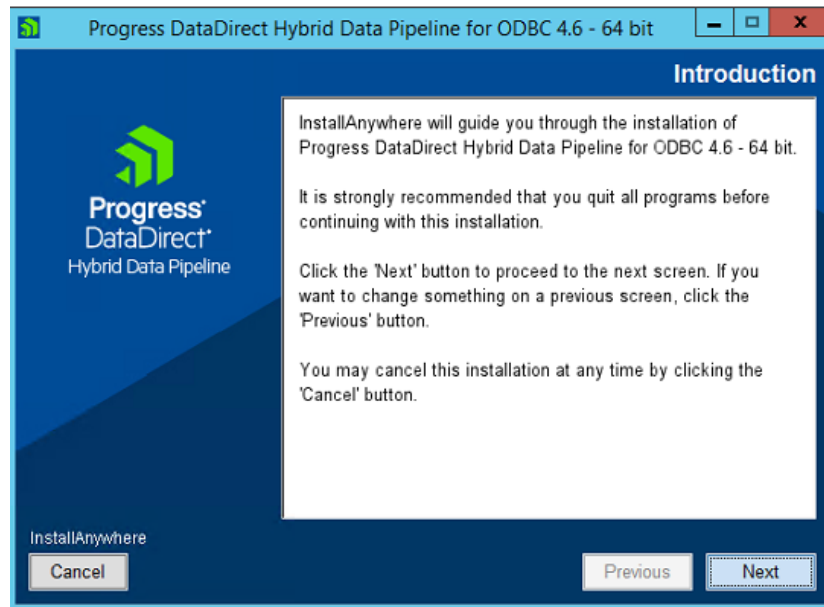 Progress DataDirect Hybrid Data Pipeline for ODBC 4.6 - 64 bit
Introduction
Progress
DataDirect
Hybrid Data Pipeline
InstallAnywhere will guide you through the installation of
Progress DataDirect Hybrid Data Pipeline for ODBC 4.6 - 64 bit.
It is strongly recommended that you quit all programs before
continuing with this installation.
Click the 'Next' button to proceed to the next screen. If you
want to change something on a previous screen, click the
'Previous' button.
You may cancel this installation at any time by clicking the
'Cancel' button.
InstallAnywhere
Cancel
Previous
Next